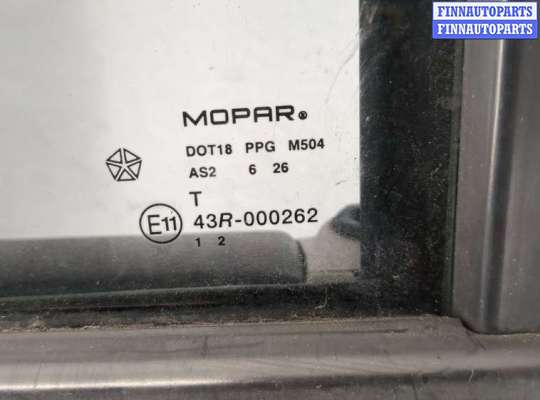 FINNAUTOPARTS
FINNAUTOPARTS
MOPAR®
DOT18 PPG M504
AS2 6 26
T
E11 43R-000262
1 2